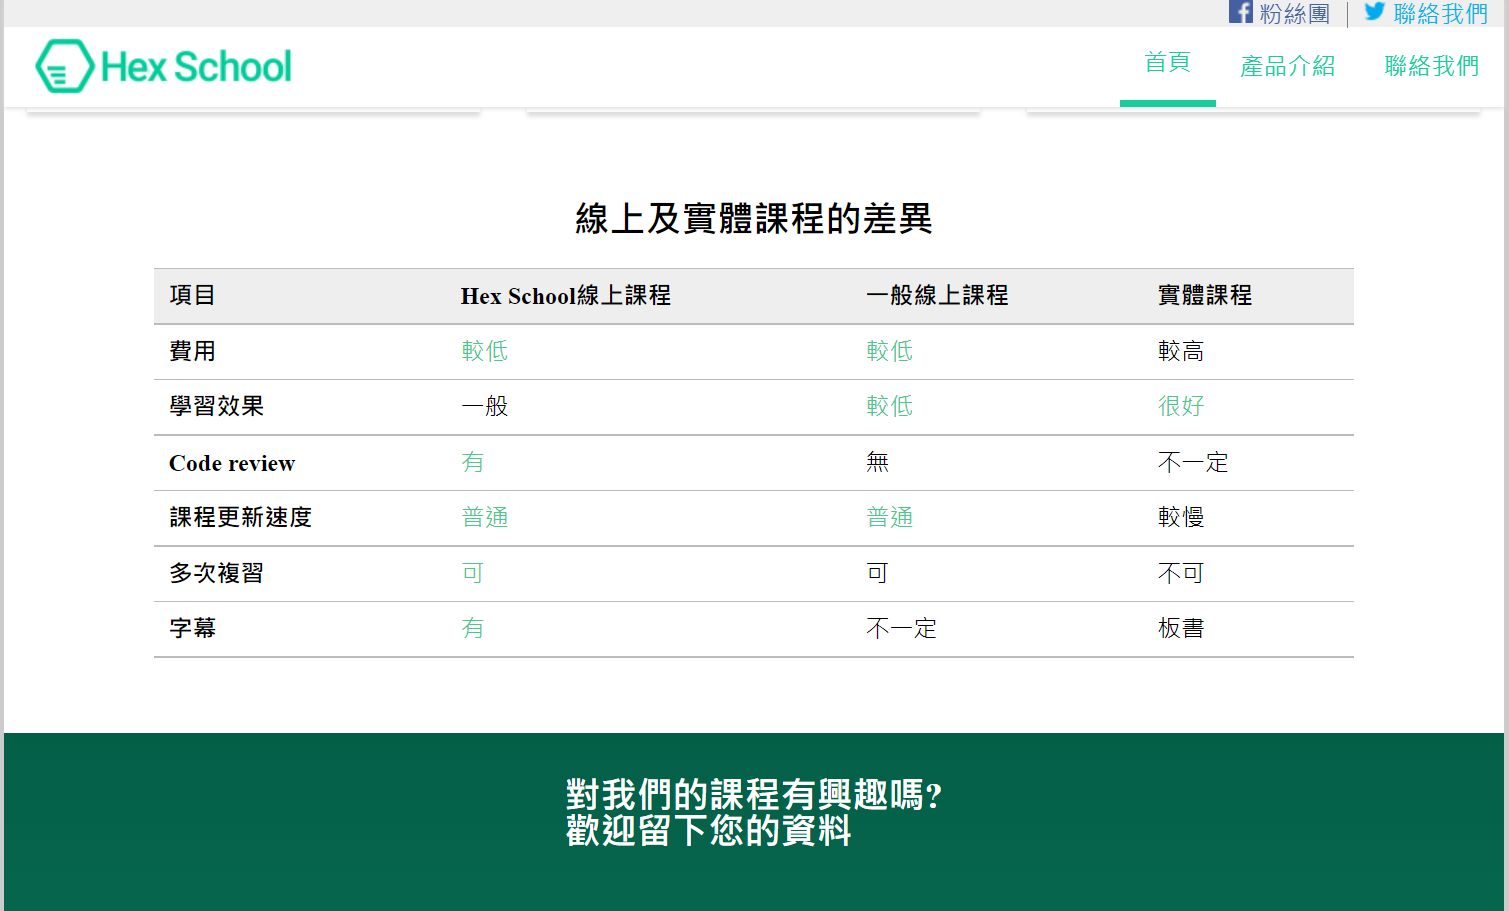 粉絲團 | 聯絡我們
Hex School
首頁 產品介紹 聯絡我們
線上及實體課程的差異
項目 Hex School線上課程 一般線上課程 實體課程
費用 較低 較低 較高
學習效果 一般 較低 很好
Code review 有 無 不一定
課程更新速度 普通 普通 較慢
多次複習 可 可 不可
字幕 有 不一定 板書
對我們的課程有興趣嗎?
歡迎留下您的資料